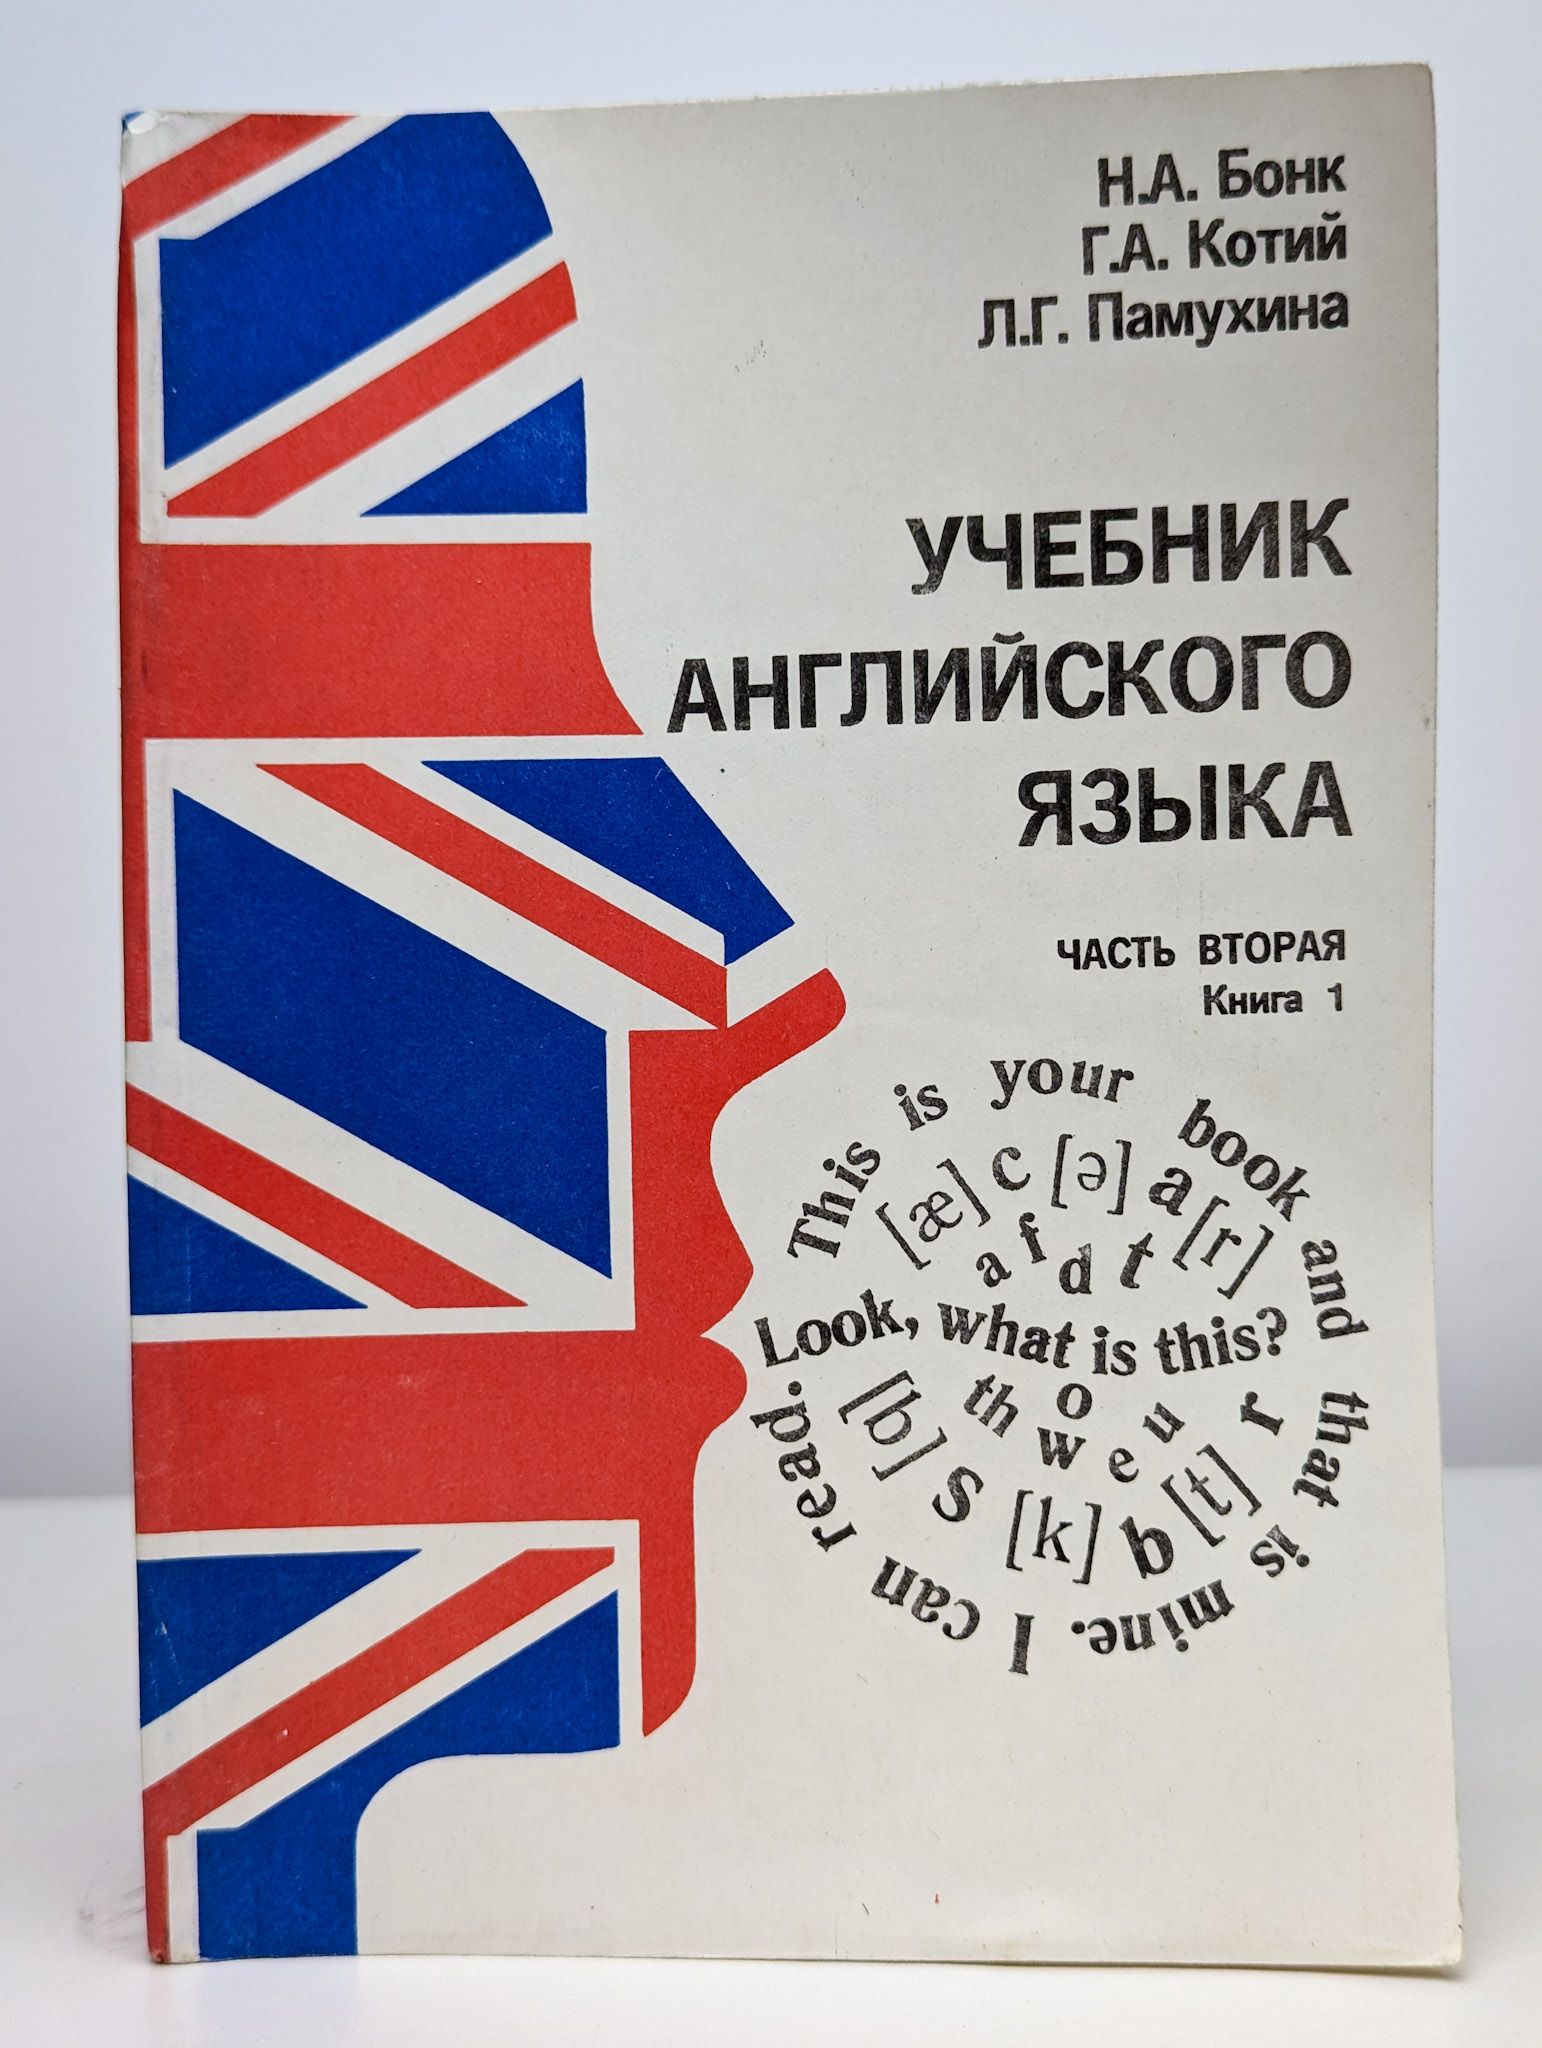 Н.А. Бонк
Г.А. Котий
Л.Г. Памухина
УЧЕБНИК
АНГЛИЙСКОГО
ЯЗЫКА
ЧАСТЬ ВТОРАЯ
Книга 1
This is your book and that is mine. I can read.
[æ] c [ə] a [r]
a f d t
Look, what is this?
th o w e u r
[b] s [k] b [t]